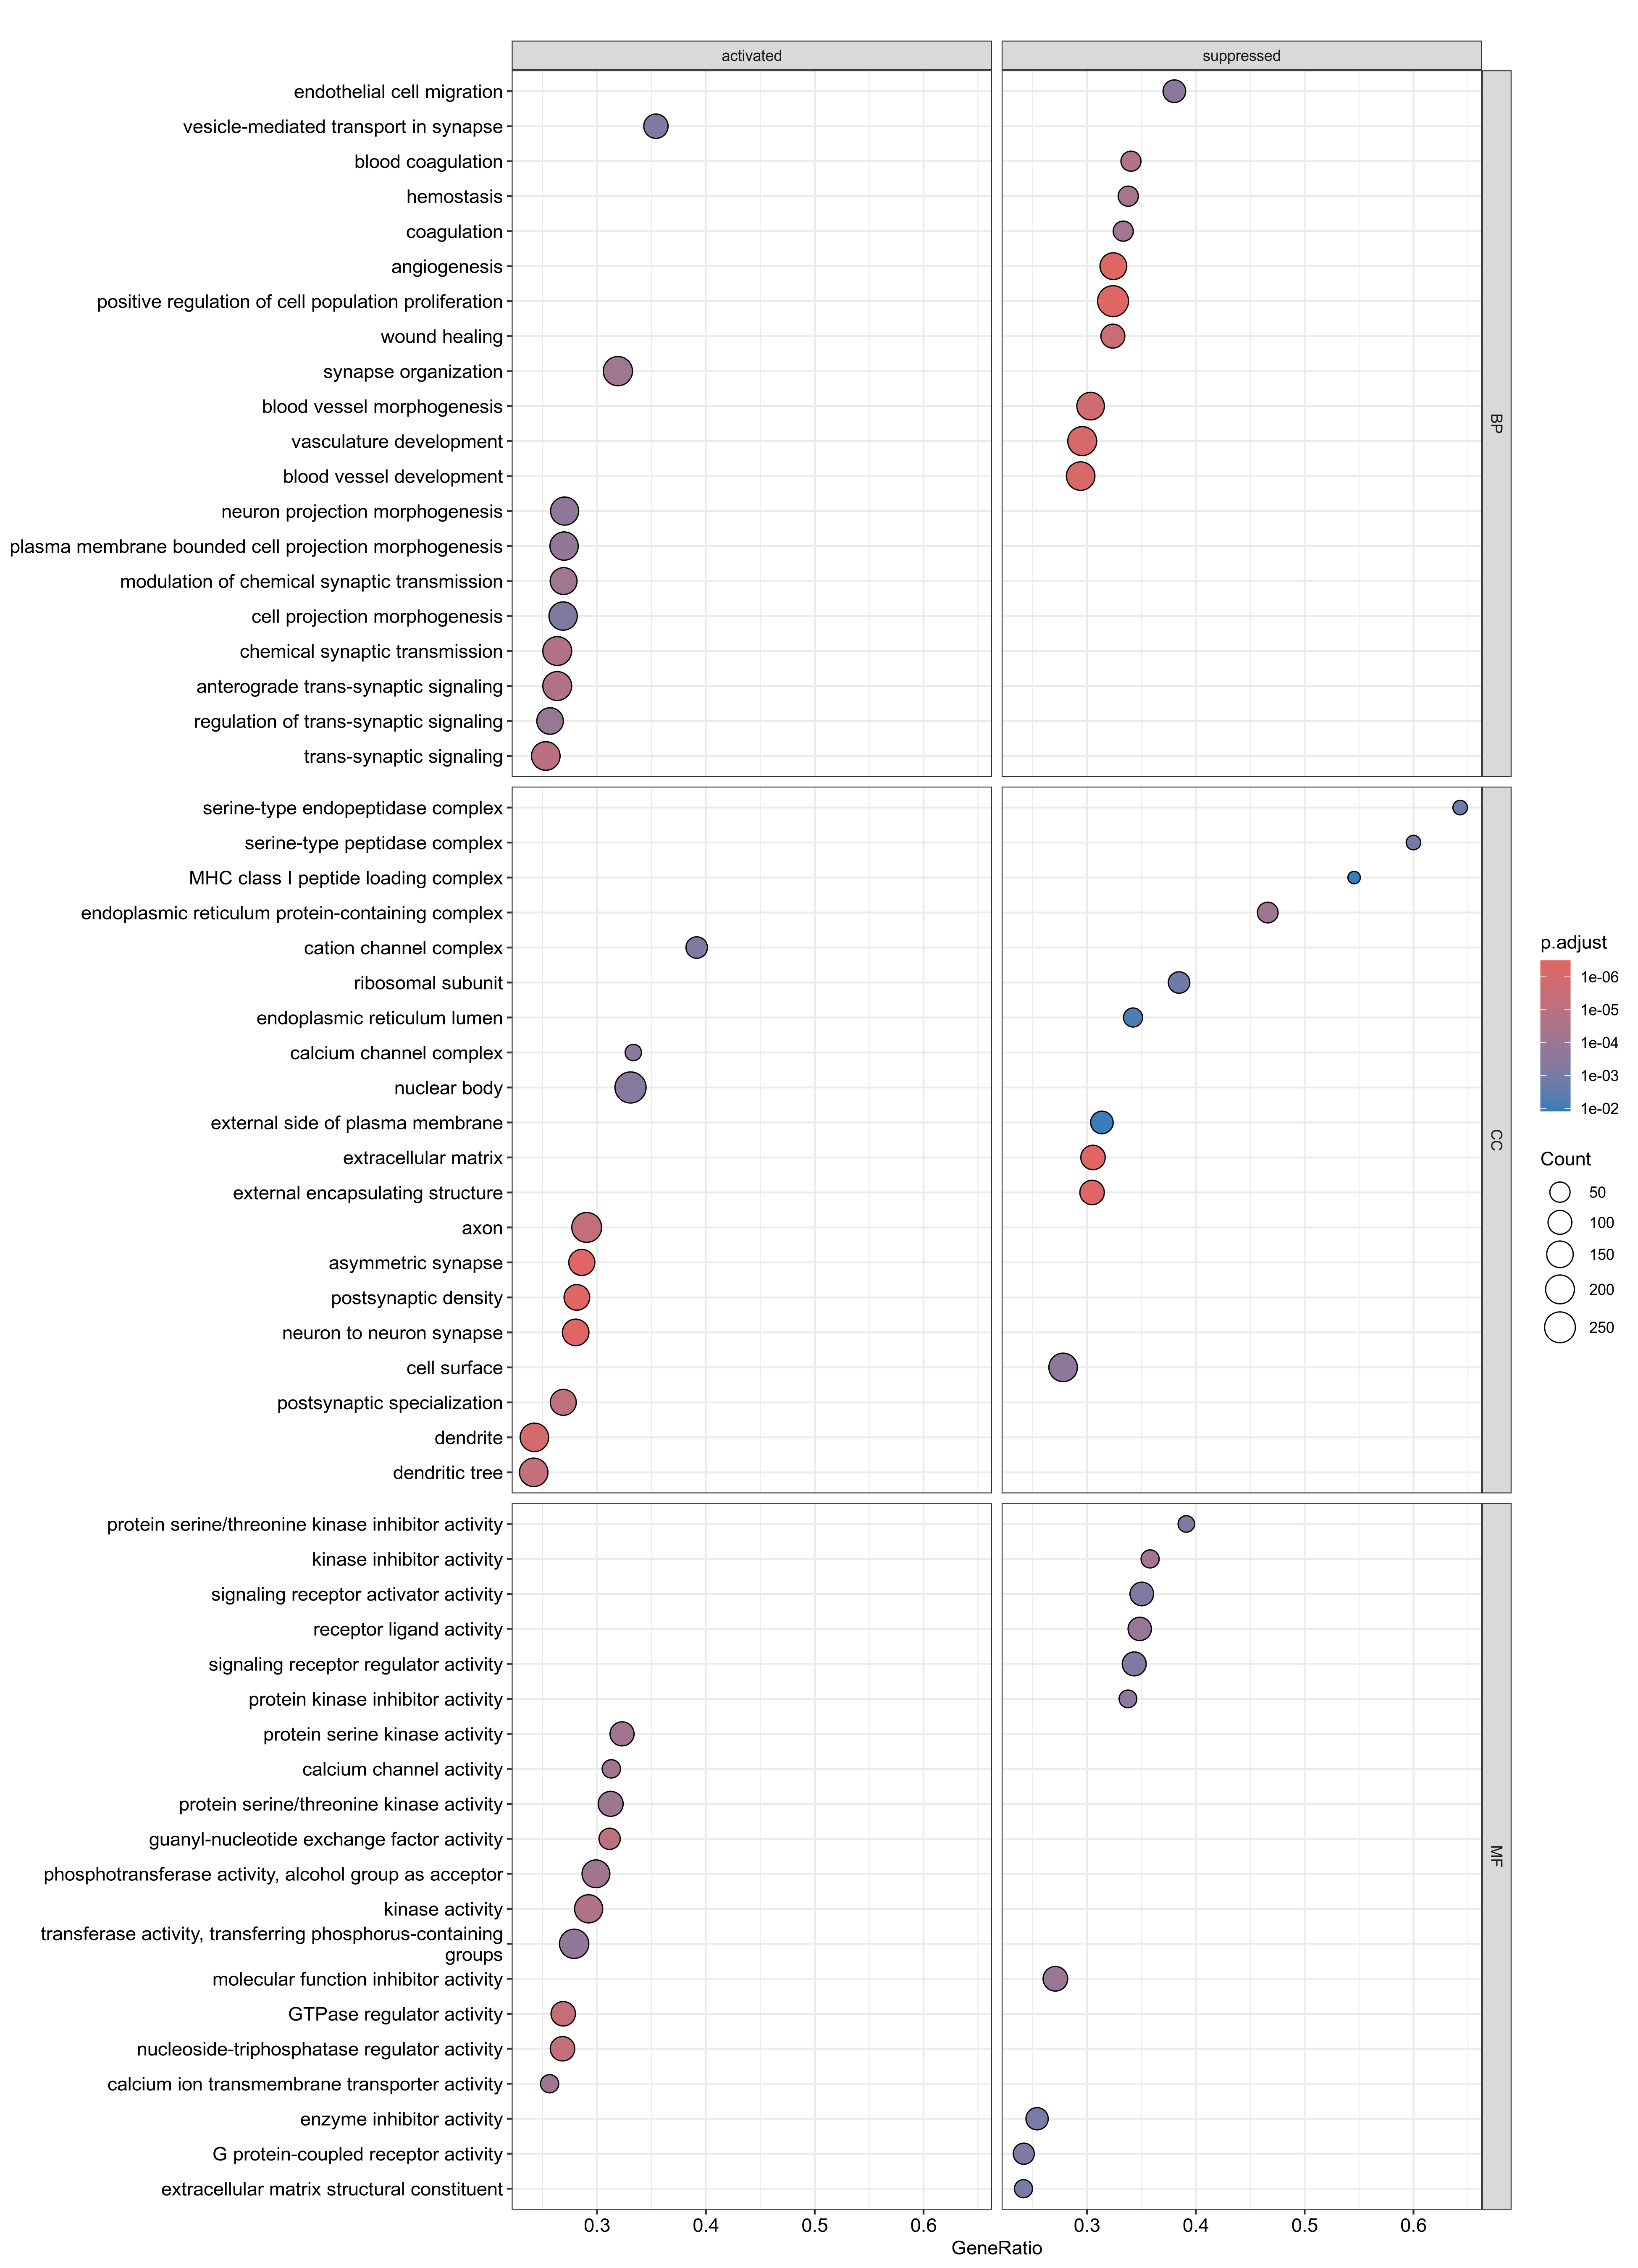 activated
suppressed
endothelial cell migration
vesicle-mediated transport in synapse
blood coagulation
hemostasis
coagulation
angiogenesis
positive regulation of cell population proliferation
wound healing
synapse organization
blood vessel morphogenesis
vasculature development
blood vessel development
neuron projection morphogenesis
plasma membrane bounded cell projection morphogenesis
modulation of chemical synaptic transmission
cell projection morphogenesis
chemical synaptic transmission
anterograde trans-synaptic signaling
regulation of trans-synaptic signaling
trans-synaptic signaling
BP
serine-type endopeptidase complex
serine-type peptidase complex
MHC class I peptide loading complex
endoplasmic reticulum protein-containing complex
cation channel complex
ribosomal subunit
endoplasmic reticulum lumen
calcium channel complex
nuclear body
external side of plasma membrane
extracellular matrix
external encapsulating structure
axon
asymmetric synapse
postsynaptic density
neuron to neuron synapse
cell surface
postsynaptic specialization
dendrite
dendritic tree
CC
protein serine/threonine kinase inhibitor activity
kinase inhibitor activity
signaling receptor activator activity
receptor ligand activity
signaling receptor regulator activity
protein kinase inhibitor activity
protein serine kinase activity
calcium channel activity
protein serine/threonine kinase activity
guanyl-nucleotide exchange factor activity
phosphotransferase activity, alcohol group as acceptor
kinase activity
transferase activity, transferring phosphorus-containing
groups
molecular function inhibitor activity
GTPase regulator activity
nucleoside-triphosphatase regulator activity
calcium ion transmembrane transporter activity
enzyme inhibitor activity
G protein-coupled receptor activity
extracellular matrix structural constituent
MF
0.3 0.4 0.5 0.6
0.3 0.4 0.5 0.6
GeneRatio
p.adjust
1e-06
1e-05
1e-04
1e-03
1e-02
Count
50
100
150
200
250